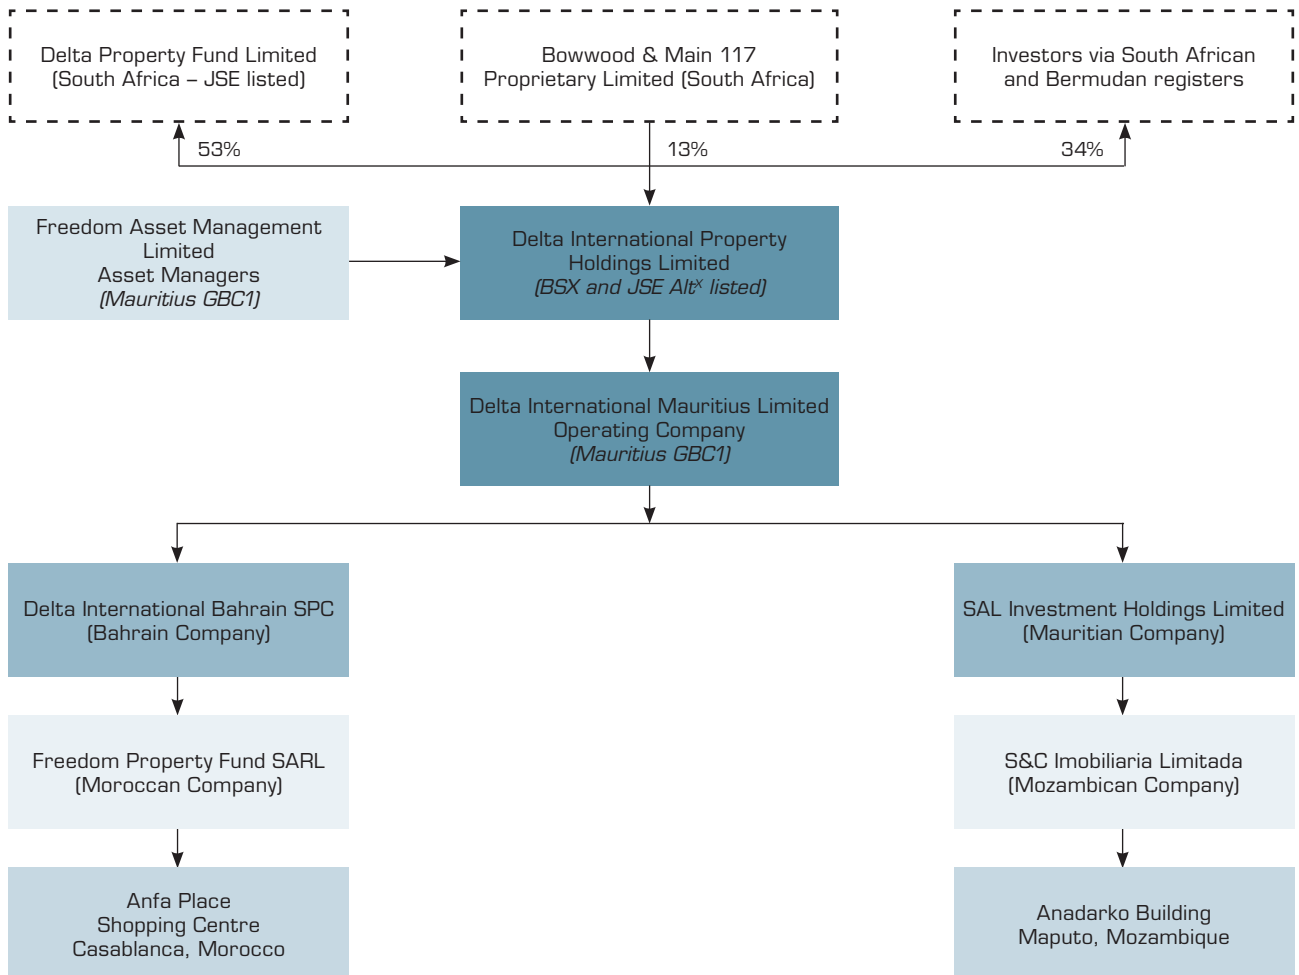 Delta Property Fund Limited
(South Africa – JSE listed)
Bowwood & Main 117
Proprietary Limited (South Africa)
Investors via South African
and Bermudan registers
53%
13%
34%
Freedom Asset Management
Limited
Asset Managers
(Mauritius GBC1)
Delta International Property
Holdings Limited
(BSX and JSE Altˣ listed)
Delta International Mauritius Limited
Operating Company
(Mauritius GBC1)
Delta International Bahrain SPC
(Bahrain Company)
SAL Investment Holdings Limited
(Mauritian Company)
Freedom Property Fund SARL
(Moroccan Company)
S&C Imobiliaria Limitada
(Mozambican Company)
Anfa Place
Shopping Centre
Casablanca, Morocco
Anadarko Building
Maputo, Mozambique